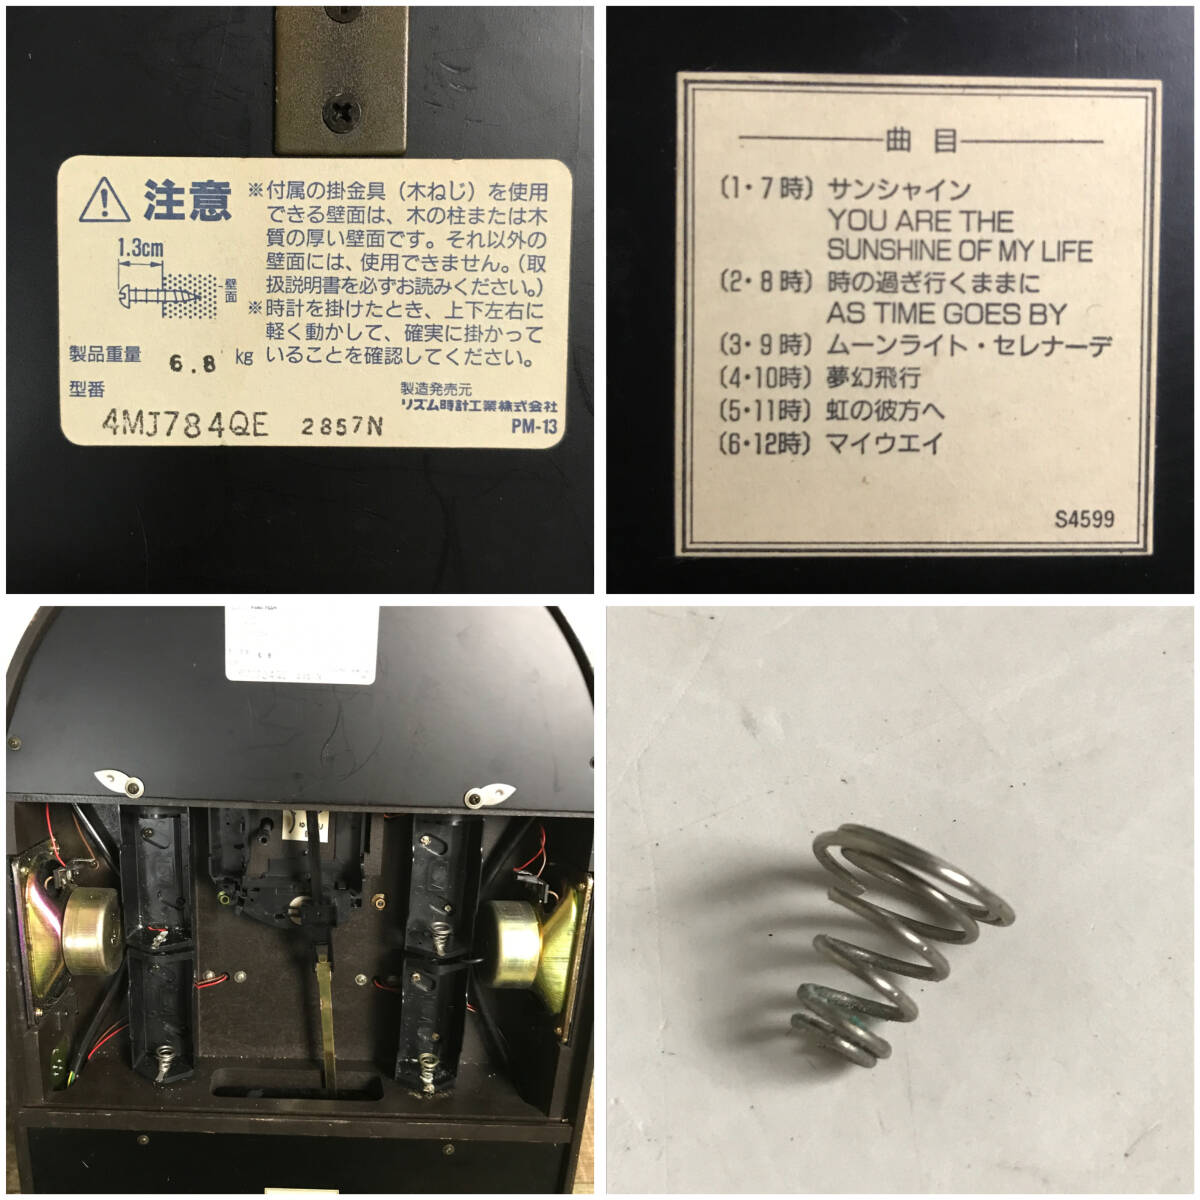 注意
※付属の掛金具（木ねじ）を使用
できる壁面は、木の柱または木
質の厚い壁面です。それ以外の
壁面には、使用できません。（取
扱説明書を必ずお読みください。）
※時計を掛けたとき、上下左右に
軽く動かして、確実に掛かって
いることを確認してください。
1.3cm
壁面
製品重量 6.8 kg
型番
4MJ784QE 2857N
製造発売元
リズム時計工業株式会社
PM-13
曲目
(1・7時) サンシャイン
YOU ARE THE
SUNSHINE OF MY LIFE
(2・8時) 時の過ぎ行くままに
AS TIME GOES BY
(3・9時) ムーンライト・セレナーデ
(4・10時) 夢幻飛行
(5・11時) 虹の彼方へ
(6・12時) マイウエイ
S4599